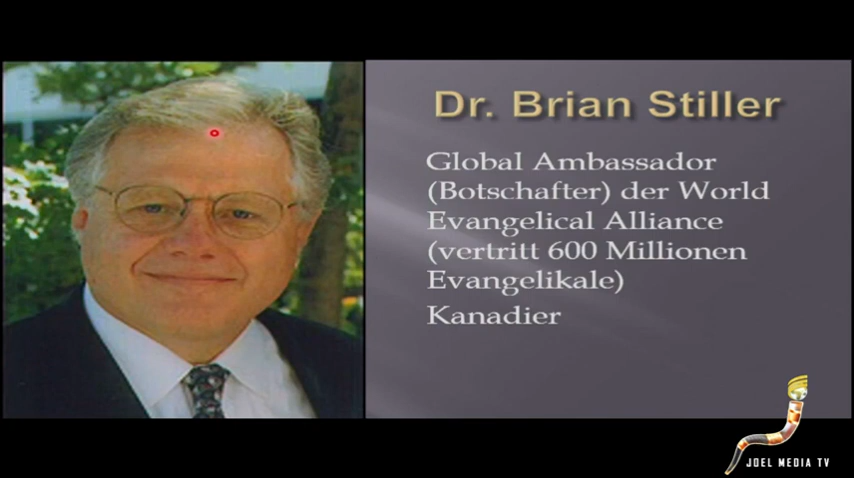 Dr. Brian Stiller
Global Ambassador
(Botschafter) der World
Evangelical Alliance
(vertritt 600 Millionen
Evangelikale)
Kanadier
JOEL MEDIA TV